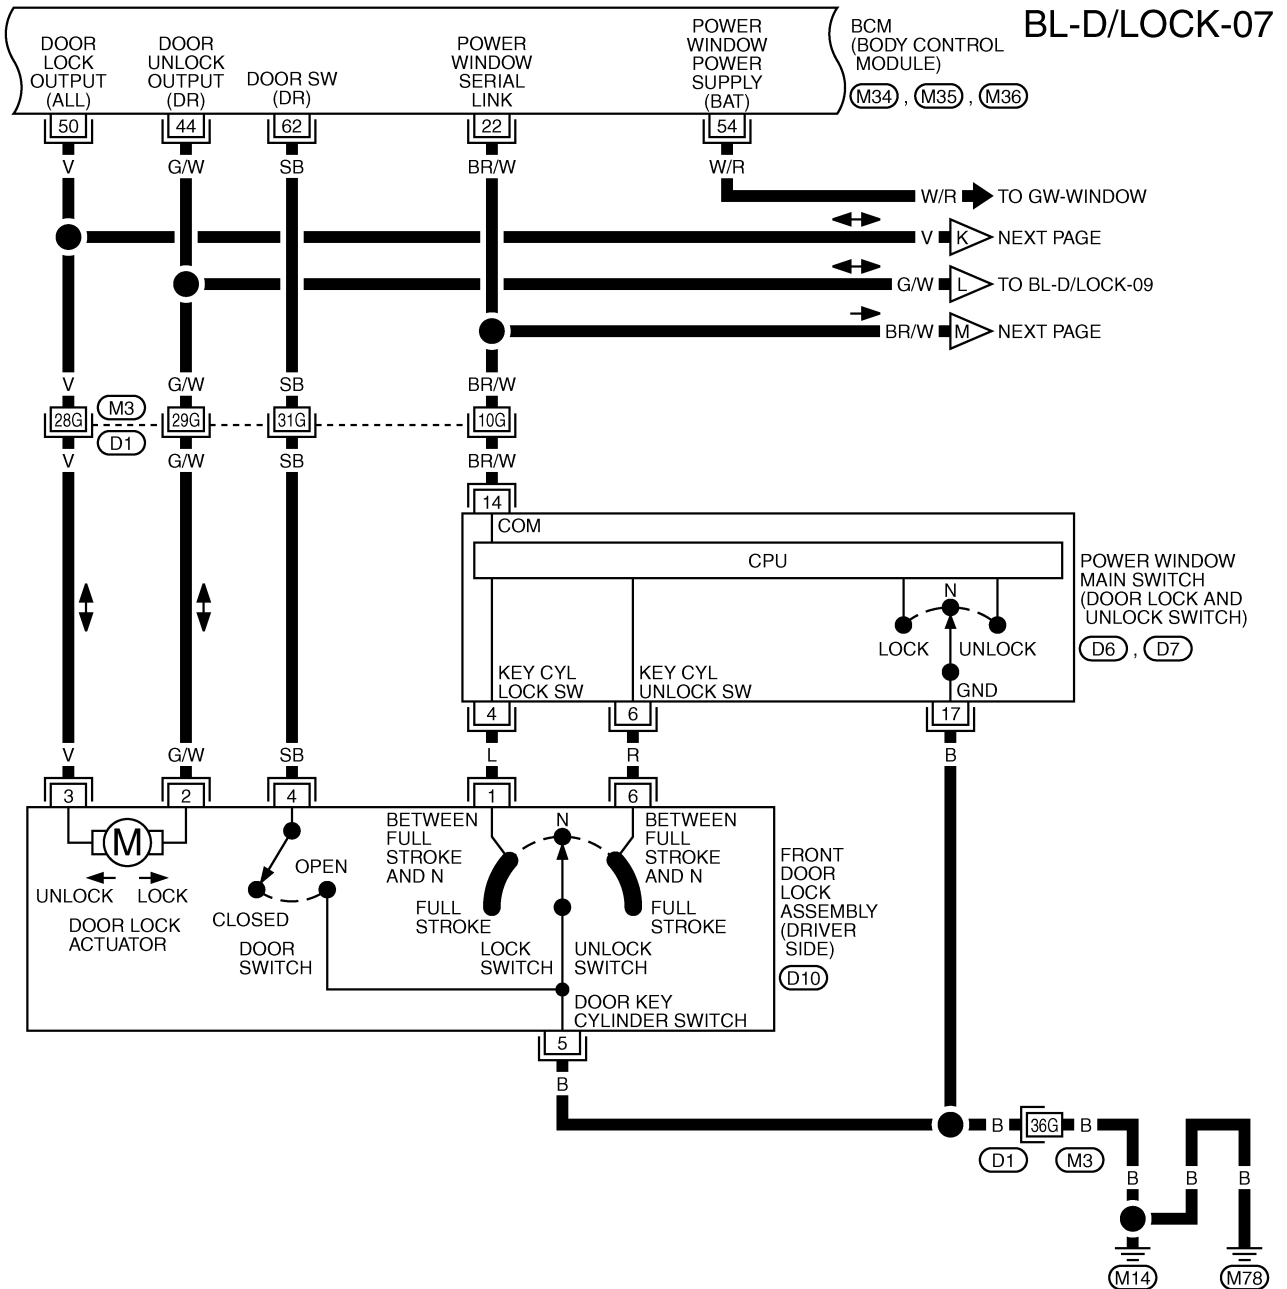 BL-D/LOCK-07
DOOR
LOCK
OUTPUT
(ALL)
DOOR
UNLOCK
OUTPUT
(DR)
DOOR SW
(DR)
POWER
WINDOW
SERIAL
LINK
POWER
WINDOW
POWER
SUPPLY
(BAT)
BCM
(BODY CONTROL
MODULE)
M34 , M35 , M36
50 44 62 22 54
V G/W SB BR/W W/R
W/R TO GW-WINDOW
V K NEXT PAGE
G/W L TO BL-D/LOCK-09
BR/W M NEXT PAGE
V G/W SB BR/W
M3
28G 29G 31G 10G
D1
V G/W SB BR/W
14
COM
CPU
N
LOCK UNLOCK
KEY CYL
LOCK SW
KEY CYL
UNLOCK SW
GND
POWER WINDOW
MAIN SWITCH
(DOOR LOCK AND
UNLOCK SWITCH)
D6 , D7
4 6 17
V G/W SB L R B
3 2 4 1 6
M
UNLOCK LOCK
DOOR LOCK
ACTUATOR
OPEN
CLOSED
DOOR
SWITCH
BETWEEN
FULL
STROKE
AND N
FULL
STROKE
N
BETWEEN
FULL
STROKE
AND N
FULL
STROKE
LOCK
SWITCH
UNLOCK
SWITCH
DOOR KEY
CYLINDER SWITCH
FRONT
DOOR
LOCK
ASSEMBLY
(DRIVER
SIDE)
D10
5
B
B 36G B
D1 M3
B B B
M14 M78